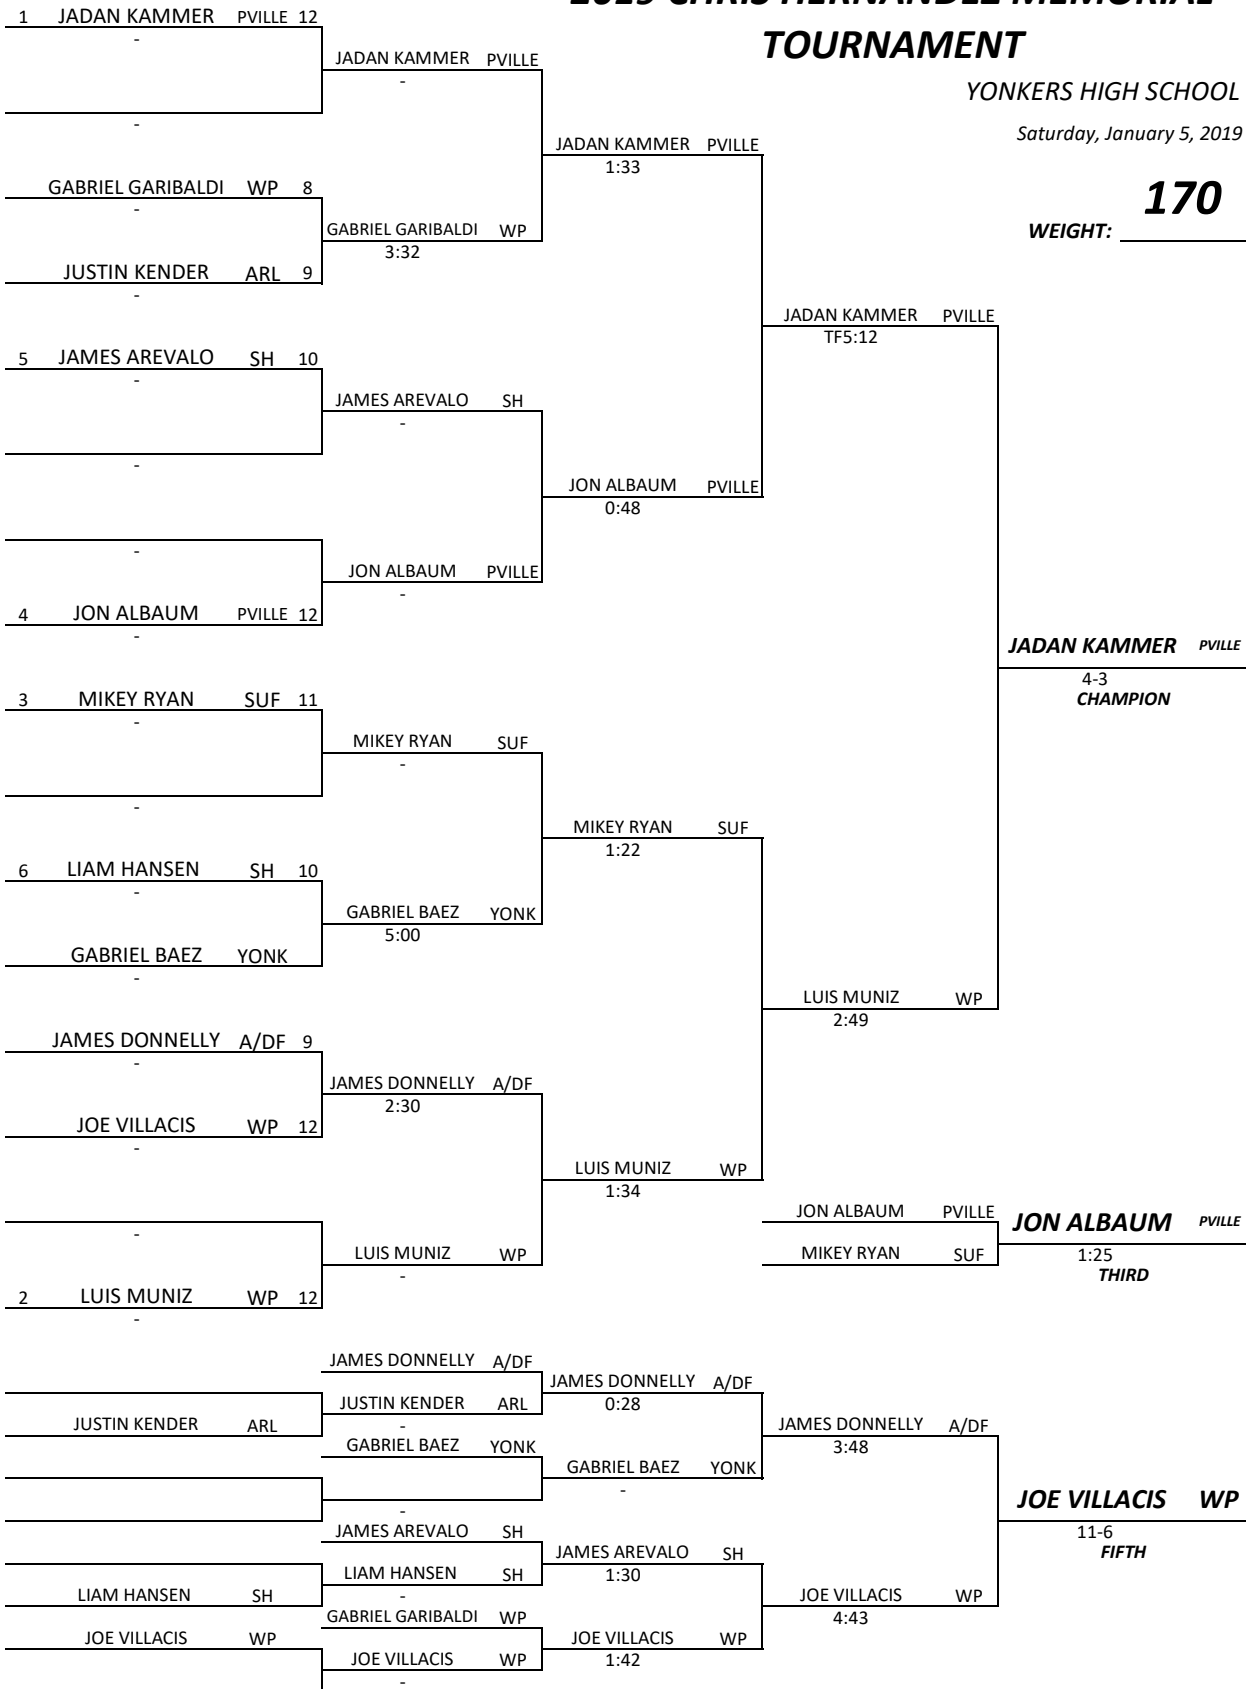 2019 CHRIS HERNANDEZ MEMORIAL
TOURNAMENT
YONKERS HIGH SCHOOL
Saturday, January 5, 2019
WEIGHT: 170
1 JADAN KAMMER PVILLE 12
-
-
GABRIEL GARIBALDI WP 8
-
JUSTIN KENDER ARL 9
-
5 JAMES AREVALO SH 10
-
-
-
4 JON ALBAUM PVILLE 12
-
3 MIKEY RYAN SUF 11
-
-
6 LIAM HANSEN SH 10
-
GABRIEL BAEZ YONK
-
JAMES DONNELLY A/DF 9
-
JOE VILLACIS WP 12
-
-
2 LUIS MUNIZ WP 12
-
JADAN KAMMER PVILLE
-
GABRIEL GARIBALDI WP
3:32
JAMES AREVALO SH
-
JON ALBAUM PVILLE
-
MIKEY RYAN SUF
-
GABRIEL BAEZ YONK
5:00
JAMES DONNELLY A/DF
2:30
LUIS MUNIZ WP
-
JADAN KAMMER PVILLE
1:33
JON ALBAUM PVILLE
0:48
MIKEY RYAN SUF
1:22
LUIS MUNIZ WP
1:34
JADAN KAMMER PVILLE
TF5:12
LUIS MUNIZ WP
2:49
JADAN KAMMER PVILLE
4-3
CHAMPION
JON ALBAUM PVILLE
MIKEY RYAN SUF
JON ALBAUM PVILLE
1:25
THIRD
JUSTIN KENDER ARL
LIAM HANSEN SH
JOE VILLACIS WP
JAMES DONNELLY A/DF
JUSTIN KENDER ARL
-
GABRIEL BAEZ YONK
-
JAMES AREVALO SH
LIAM HANSEN SH
-
GABRIEL GARIBALDI WP
JOE VILLACIS WP
-
JAMES DONNELLY A/DF
0:28
GABRIEL BAEZ YONK
-
JAMES AREVALO SH
1:30
JOE VILLACIS WP
1:42
JAMES DONNELLY A/DF
3:48
JOE VILLACIS WP
4:43
JOE VILLACIS WP
11-6
FIFTH